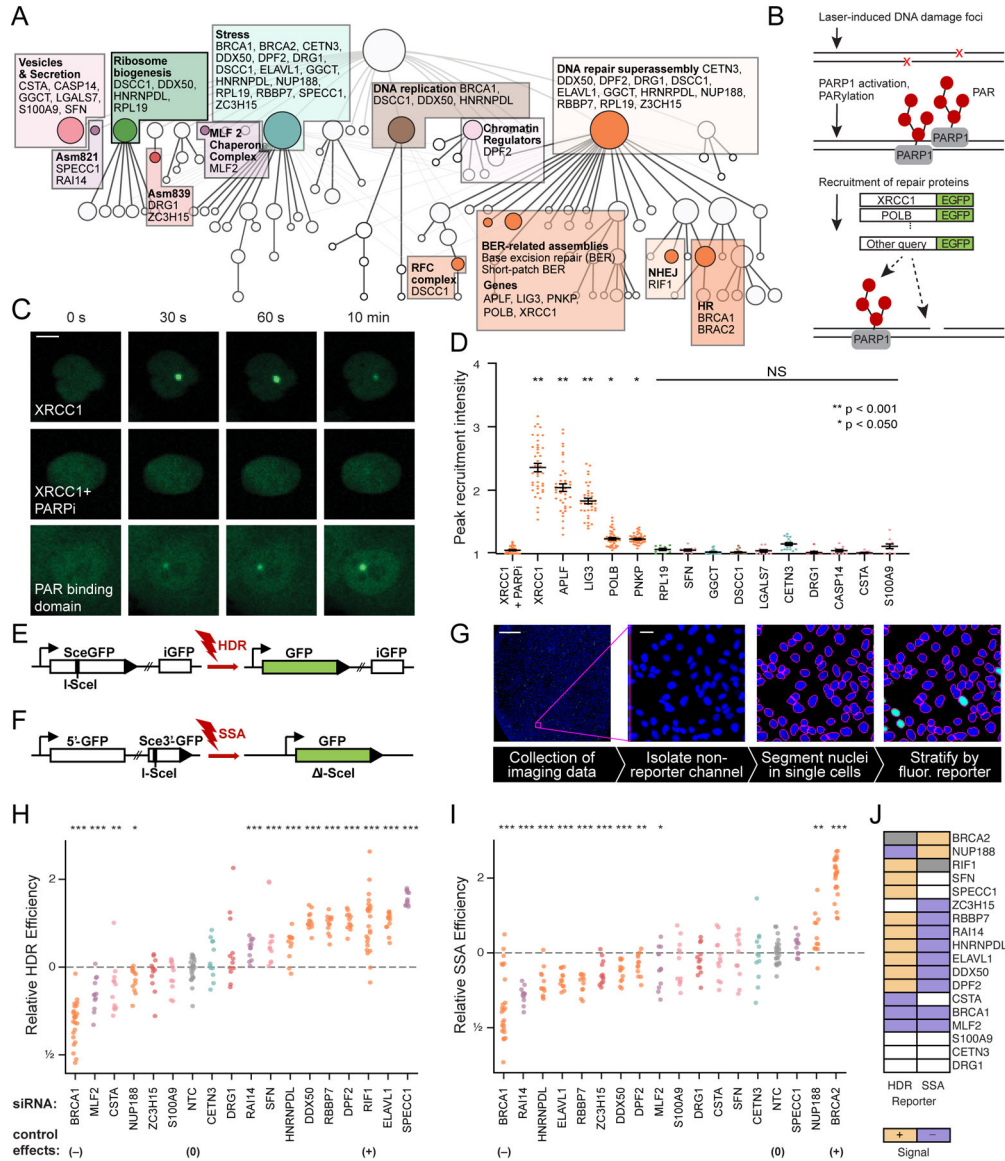 A
Vesicles
& Secretion
CSTA, CASP14,
GGCT, LGALS7,
S100A9, SFN
Ribosome
biogenesis
DSCC1, DDX50,
HNRNPDL,
RPL19
Stress
BRCA1, BRCA2, CETN3,
DDX50, DPF2, DRG1,
DSCC1, ELAVL1, GGCT,
HNRNPDL, NUP188,
RPL19, RBBP7, SPECC1,
ZC3H15
DNA replication BRCA1,
DSCC1, DDX50, HNRNPDL
DNA repair superassembly CETN3,
DDX50, DPF2, DRG1, DSCC1,
ELAVL1, GGCT, HRNRPDL, NUP188,
RBBP7, RPL19, Z3CH15
Asm821
SPECC1
RAI14
Asm839
DRG1
ZC3H15
MLF 2
Chaperon
Complex
MLF2
Chromatin
Regulators
DPF2
RFC
complex
DSCC1
BER-related assemblies
Base excision repair (BER)
Short-patch BER
Genes
APLF, LIG3, PNKP,
POLB, XRCC1
NHEJ
RIF1
HR
BRCA1
BRAC2
B
Laser-induced DNA damage foci
x
x
PARP1 activation,
PARylation
PAR
PARP1
PARP1
Recruitment of repair proteins
XRCC1 EGFP
POLB EGFP
Other query EGFP
PARP1
C
0 s 30 s 60 s 10 min
XRCC1
XRCC1+
PARPi
PAR binding
domain
D
Peak recruitment intensity
3
2
1
** ** ** * * NS
** p < 0.001
* p < 0.050
XRCC1
+ PARPi
XRCC1
APLF
LIG3
POLB
PNKP
RPL19
SFN
GGCT
DSCC1
LGALS7
CETN3
DRG1
CASP14
CSTA
S100A9
E
SceGFP
I-SceI
iGFP
HDR
GFP
iGFP
F
5'-GFP
Sce3'-GFP
I-SceI
SSA
GFP
ΔI-SceI
G
Collection of
imaging data
Isolate non-
reporter channel
Segment nuclei
in single cells
Stratify by
fluor. reporter
H
*** *** ** * *** *** *** *** *** *** *** *** ***
Relative HDR Efficiency
2
0
½
siRNA:
BRCA1
MLF2
CSTA
NUP188
ZC3H15
S100A9
NTC
CETN3
DRG1
RAI14
SFN
HNRNPDL
DDX50
RBBP7
DPF2
RIF1
ELAVL1
SPECC1
control
effects:
(–) (0) (+)
I
*** *** *** *** *** *** *** ** * ** ***
Relative SSA Efficiency
2
0
½
BRCA1
RAI14
HNRNPDL
ELAVL1
RBBP7
ZC3H15
DDX50
DPF2
MLF2
S100A9
DRG1
CSTA
SFN
CETN3
NTC
SPECC1
NUP188
BRCA2
(–) (0) (+)
J
BRCA2
NUP188
RIF1
SFN
SPECC1
ZC3H15
RBBP7
RAI14
HNRNPDL
ELAVL1
DDX50
DPF2
CSTA
BRCA1
MLF2
S100A9
CETN3
DRG1
HDR SSA
Reporter
+ –
Signal